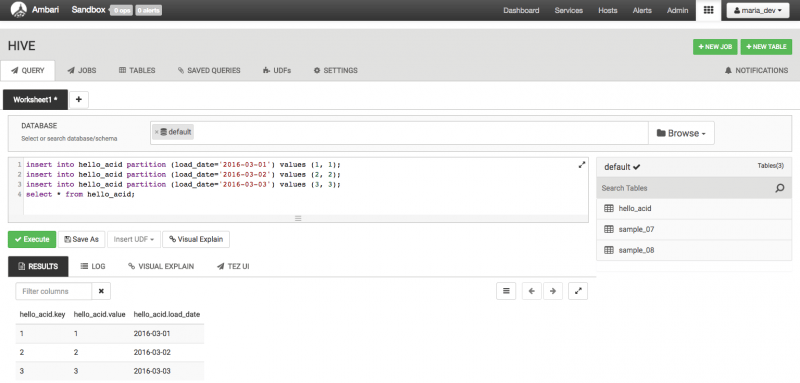 Ambari Sandbox 0 ops 0 alerts Dashboard Services Hosts Alerts Admin maria_dev
HIVE + NEW JOB + NEW TABLE
QUERY JOBS TABLES SAVED QUERIES UDFs SETTINGS NOTIFICATIONS
Worksheet1 * +
DATABASE
Select or search database/schema
× default
Browse
1 insert into hello_acid partition (load_date='2016-03-01') values (1, 1);
2 insert into hello_acid partition (load_date='2016-03-02') values (2, 2);
3 insert into hello_acid partition (load_date='2016-03-03') values (3, 3);
4 select * from hello_acid;
default Tables(3)
Search Tables
hello_acid
sample_07
sample_08
Execute Save As Insert UDF Visual Explain
RESULTS LOG VISUAL EXPLAIN TEZ UI
Filter columns
hello_acid.key hello_acid.value hello_acid.load_date
1 1 2016-03-01
2 2 2016-03-02
3 3 2016-03-03